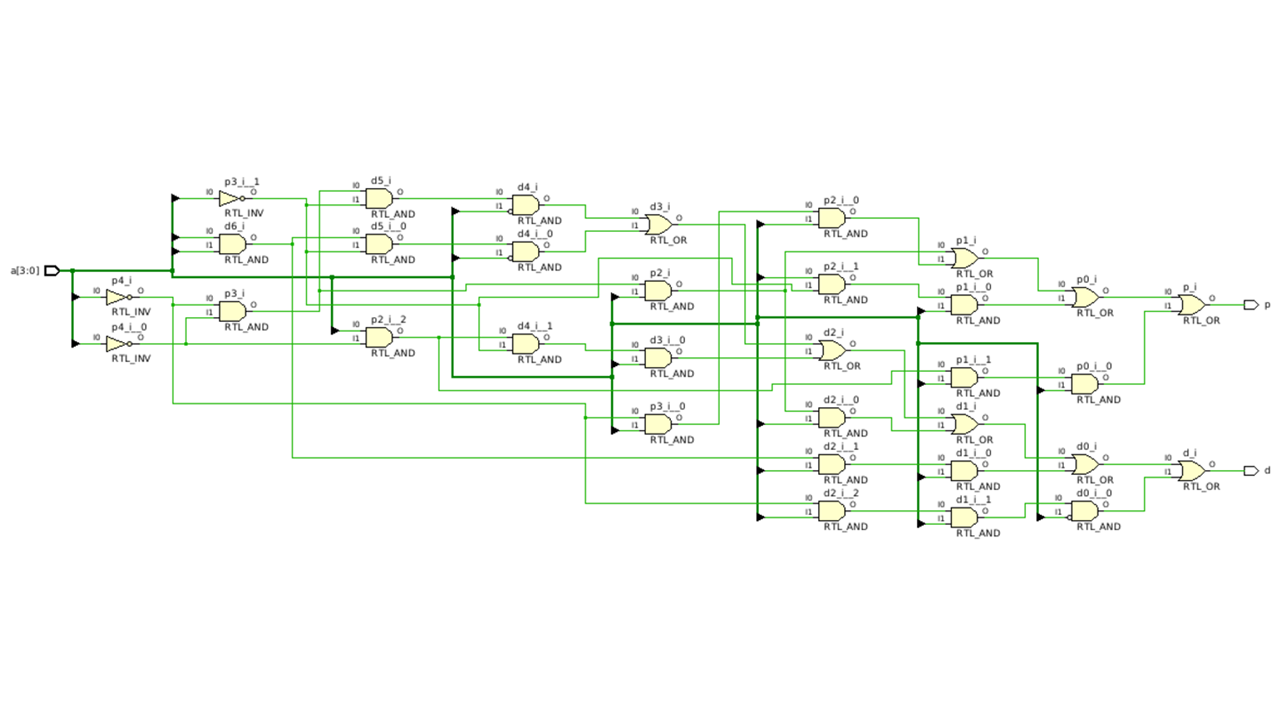 a[3:0]
p4_i
I0 O
RTL_INV
p4_i__0
I0 O
RTL_INV
p3_i__1
I0 O
RTL_INV
d6_i
I0 O
I1
RTL_AND
p3_i
I0 O
I1
RTL_AND
d5_i
I0 O
I1
RTL_AND
d5_i__0
I0 O
I1
RTL_AND
p2_i__2
I0 O
I1
RTL_AND
d4_i
I0 O
I1
RTL_AND
d4_i__0
I0 O
I1
RTL_AND
d4_i__1
I0 O
I1
RTL_AND
d3_i
I0 O
I1
RTL_OR
p2_i
I0 O
I1
RTL_AND
d3_i__0
I0 O
I1
RTL_AND
p3_i__0
I0 O
I1
RTL_AND
p2_i__0
I0 O
I1
RTL_AND
p2_i__1
I0 O
I1
RTL_AND
d2_i
I0 O
I1
RTL_OR
d2_i__0
I0 O
I1
RTL_AND
d2_i__1
I0 O
I1
RTL_AND
d2_i__2
I0 O
I1
RTL_AND
p1_i
I0 O
I1
RTL_OR
p1_i__0
I0 O
I1
RTL_AND
p1_i__1
I0 O
I1
RTL_AND
d1_i
I0 O
I1
RTL_OR
d1_i__0
I0 O
I1
RTL_AND
d1_i__1
I0 O
I1
RTL_AND
p0_i
I0 O
I1
RTL_OR
p0_i__0
I0 O
I1
RTL_AND
d0_i
I0 O
I1
RTL_OR
d0_i__0
I0 O
I1
RTL_AND
p_i
I0 O
I1
RTL_OR
d_i
I0 O
I1
RTL_OR
p
d